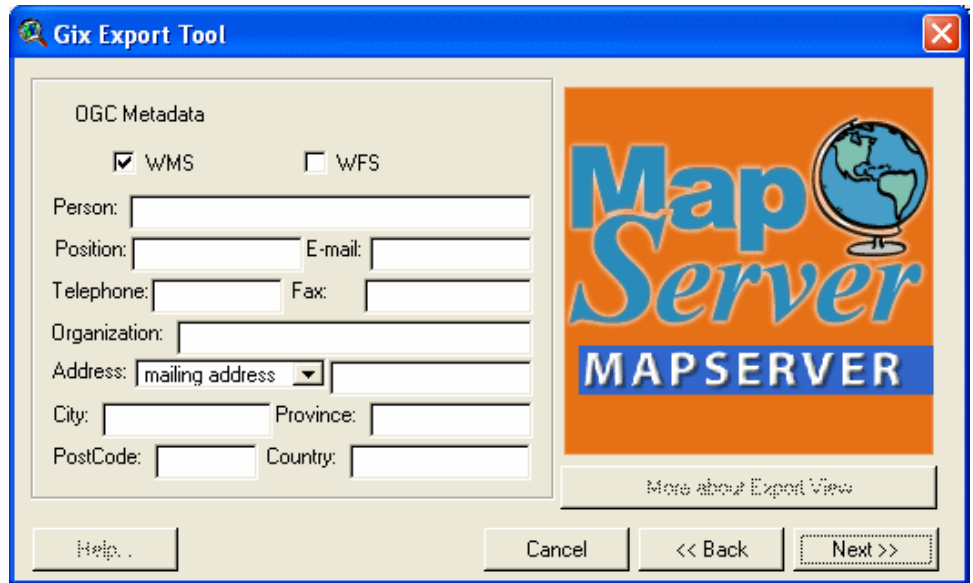 Gix Export Tool
OGC Metadata
WMS WFS
Person:
Position: E-mail:
Telephone: Fax:
Organization:
Address: mailing address
City: Province:
PostCode: Country:
Map
Server
MAPSERVER
More about Export View
Help. .
Cancel << Back Next >>